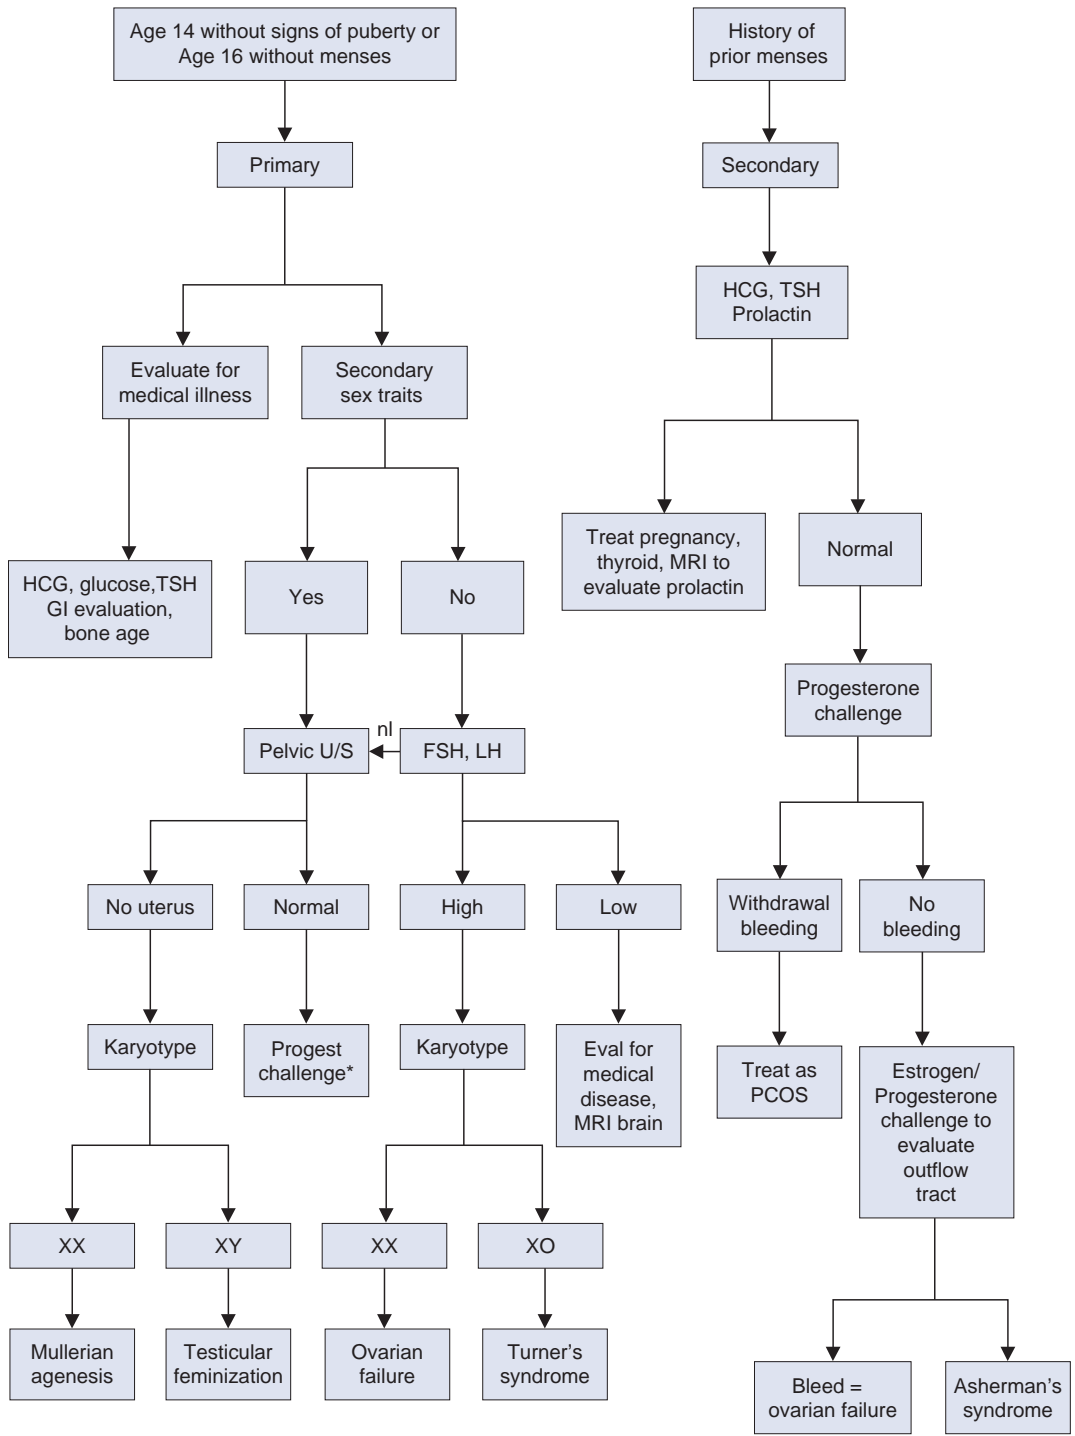 Age 14 without signs of puberty or
Age 16 without menses
Primary
Evaluate for
medical illness
Secondary
sex traits
HCG, glucose,TSH
GI evaluation,
bone age
Yes
No
Pelvic U/S
nl
FSH, LH
No uterus
Normal
High
Low
Karyotype
Progest
challenge*
Karyotype
Eval for
medical
disease,
MRI brain
XX
XY
XX
XO
Mullerian
agenesis
Testicular
feminization
Ovarian
failure
Turner's
syndrome
History of
prior menses
Secondary
HCG, TSH
Prolactin
Treat pregnancy,
thyroid, MRI to
evaluate prolactin
Normal
Progesterone
challenge
Withdrawal
bleeding
No
bleeding
Treat as
PCOS
Estrogen/
Progesterone
challenge to
evaluate
outflow
tract
Bleed =
ovarian failure
Asherman's
syndrome